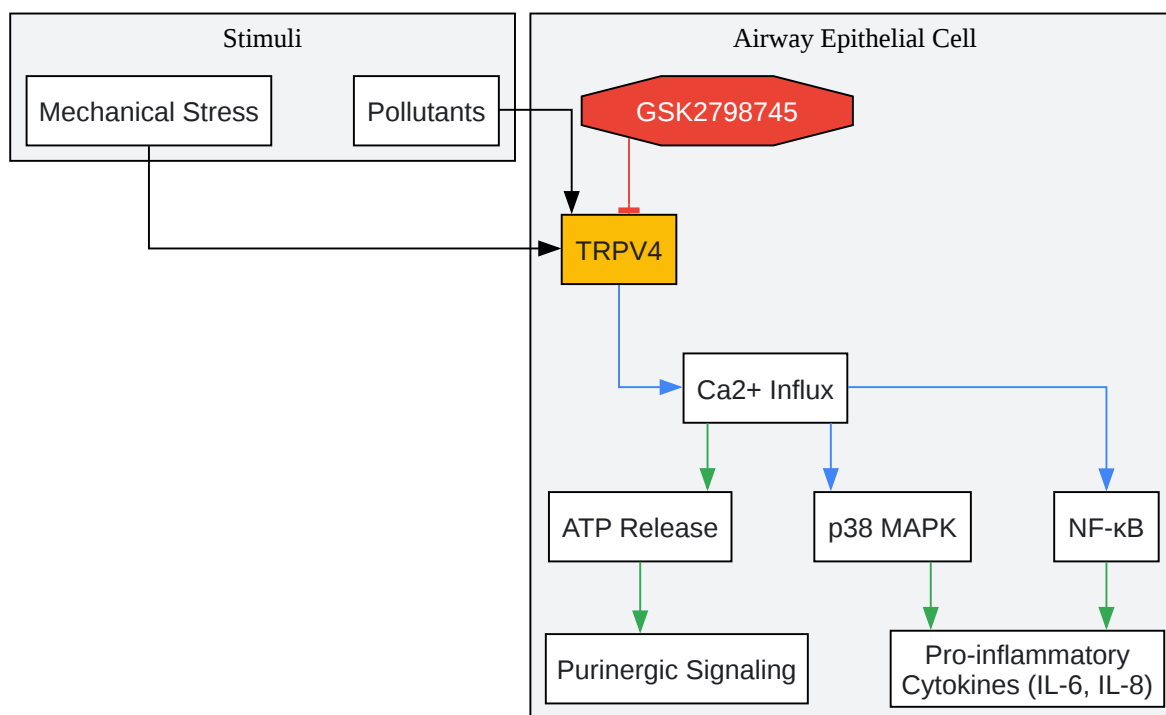 Stimuli
Airway Epithelial Cell
Mechanical Stress
Pollutants
GSK2798745
TRPV4
Ca2+ Influx
ATP Release
p38 MAPK
NF-κB
Purinergic Signaling
Pro-inflammatory
Cytokines (IL-6, IL-8)